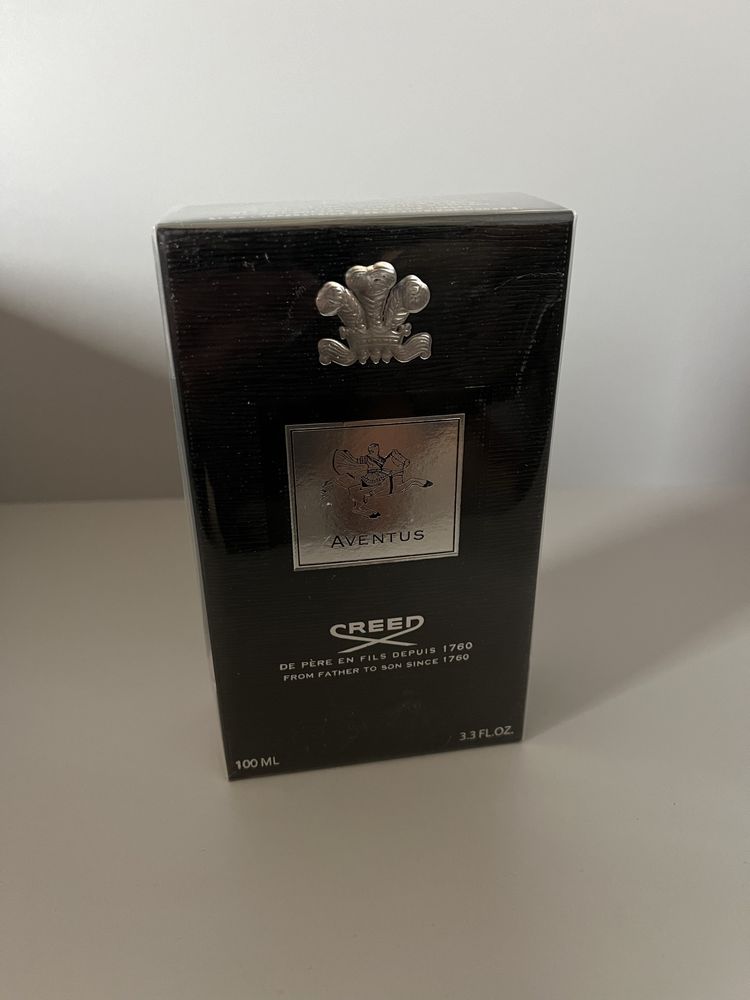 AVENTUS
CREED
DE PÈRE EN FILS DEPUIS 1760
FROM FATHER TO SON SINCE 1760
3.3 FL.OZ.
100 ML